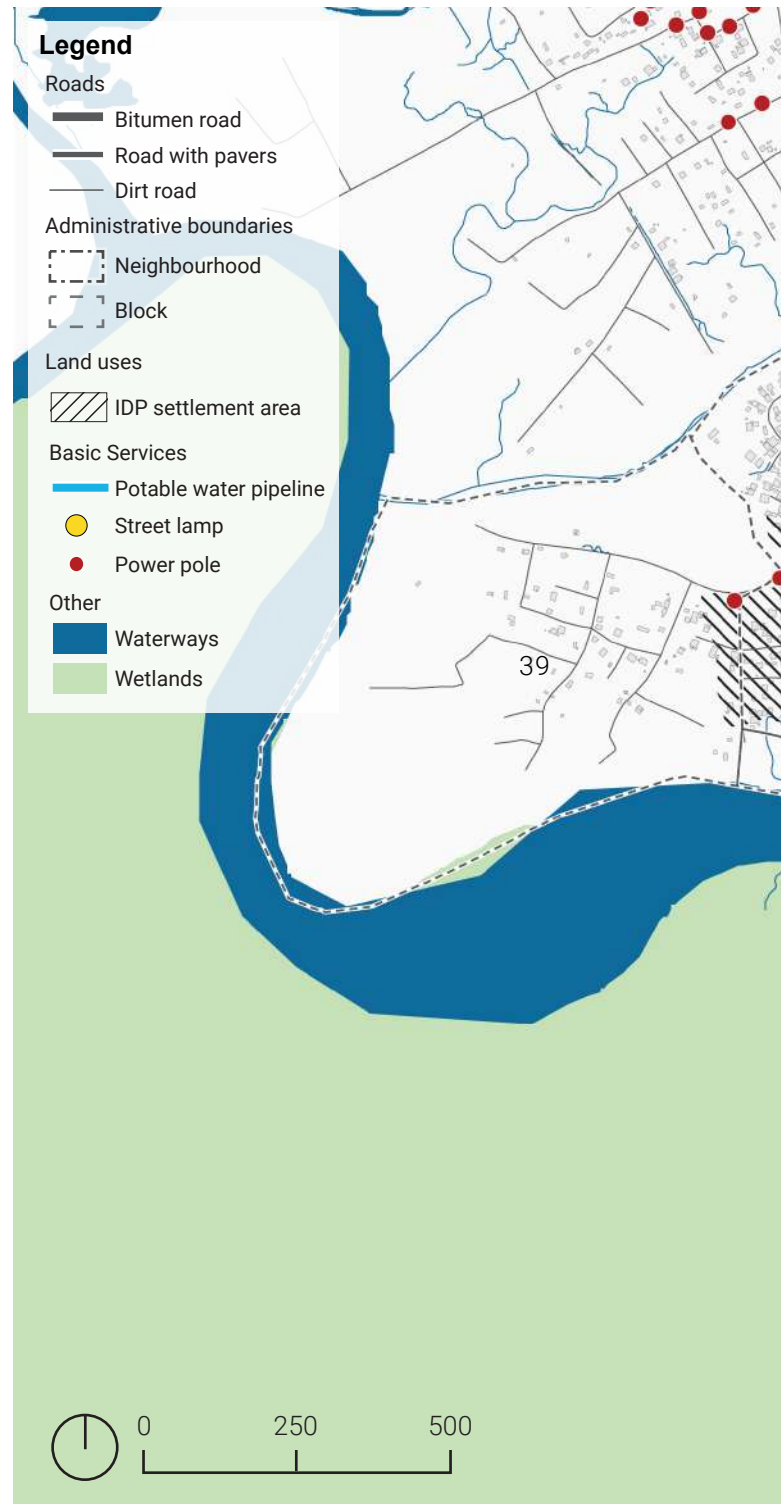 Legend
Roads
Bitumen road
Road with pavers
Dirt road
Administrative boundaries
Neighbourhood
Block
Land uses
IDP settlement area
Basic Services
Potable water pipeline
Street lamp
Power pole
Other
Waterways
Wetlands
39
0 250 500